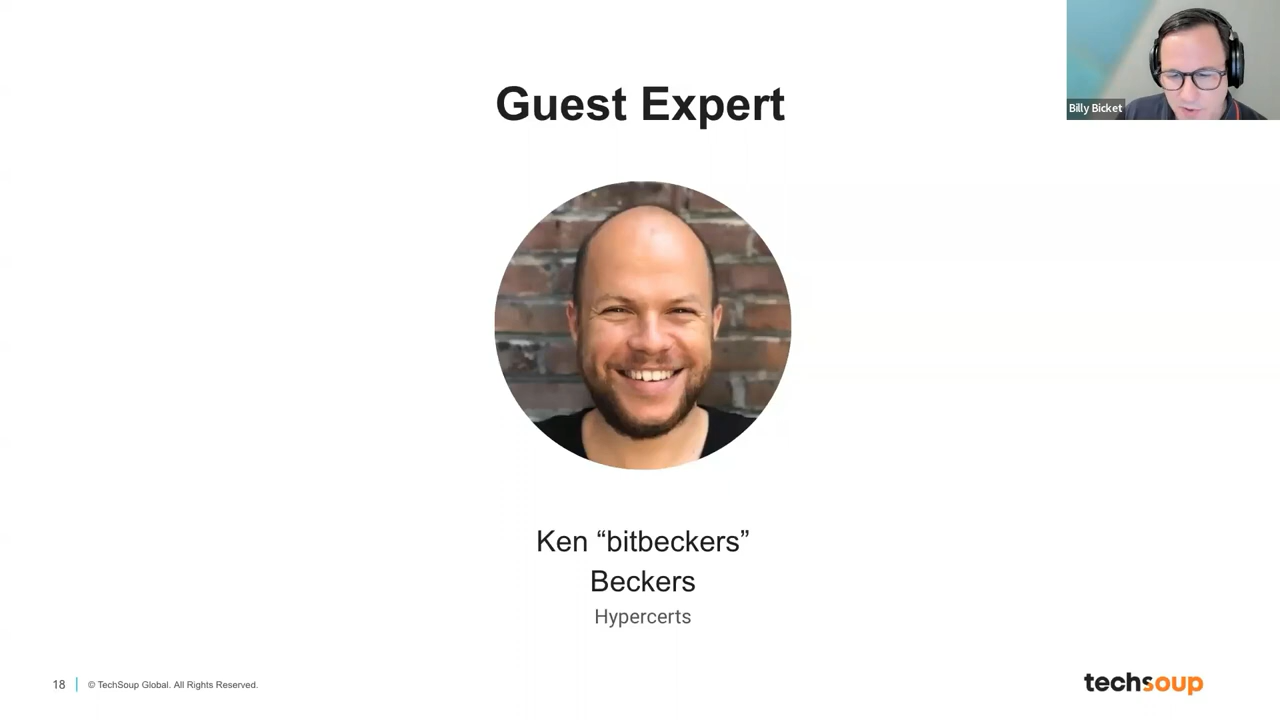 Guest Expert
Billy Bicket
Ken “bitbeckers”
Beckers
Hypercerts
18
© TechSoup Global. All Rights Reserved.
techsoup